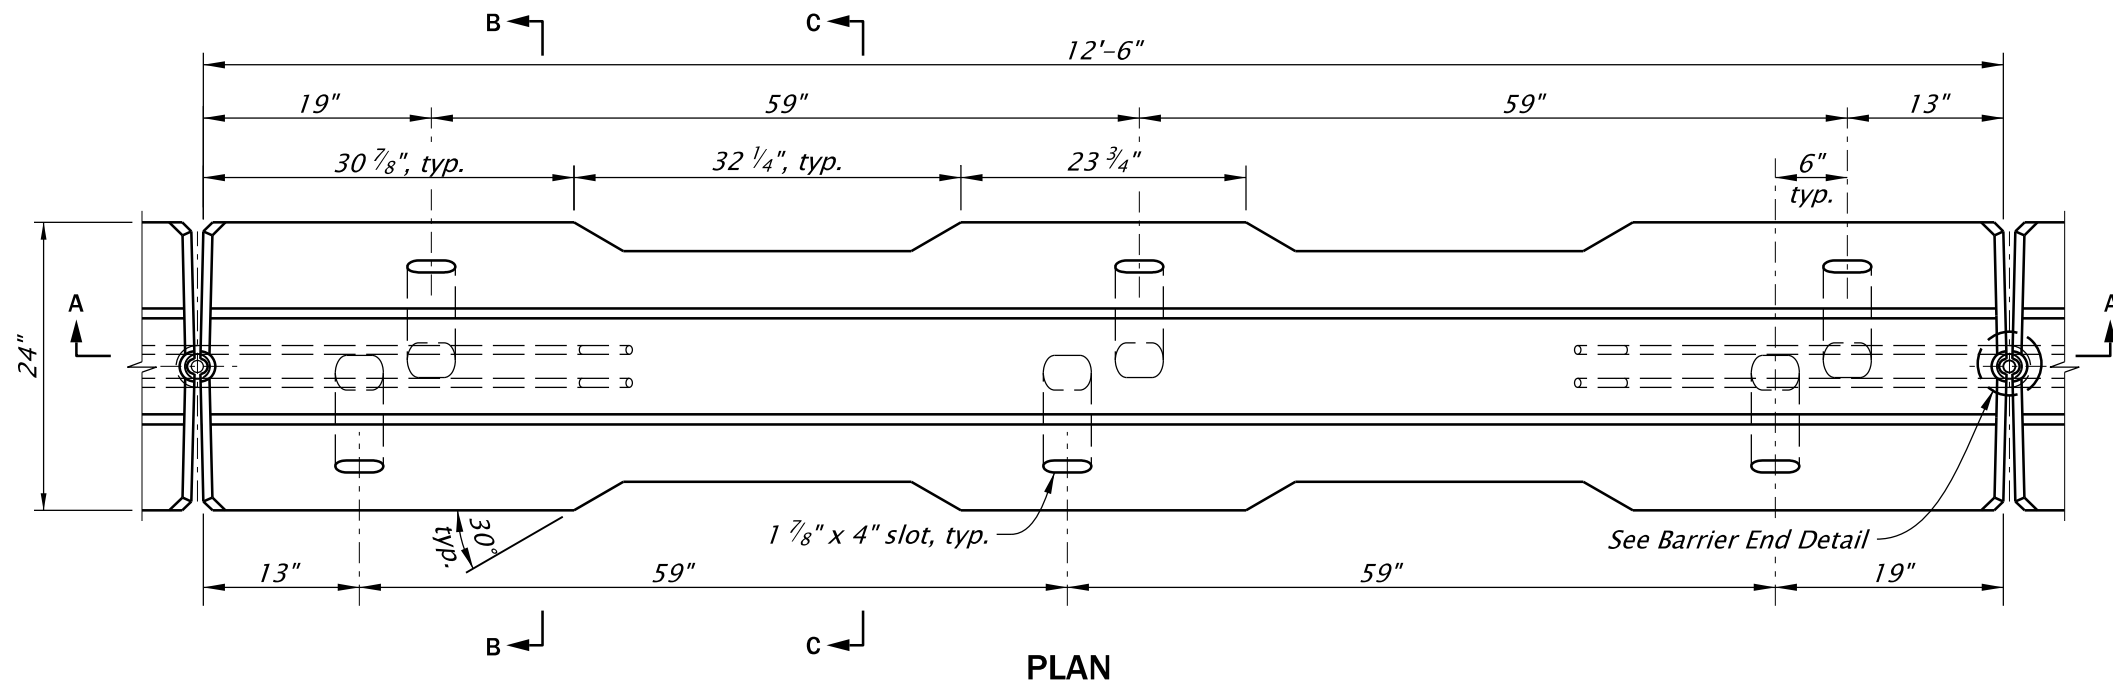 B
C
12'–6"
19"
59"
59"
13"
30 7⁄8", typ.
32 1⁄4", typ.
23 3⁄4"
6"
typ.
A
A
24"
30°
typ.
1 7⁄8" x 4" slot, typ.
See Barrier End Detail
13"
59"
59"
19"
B
C
PLAN